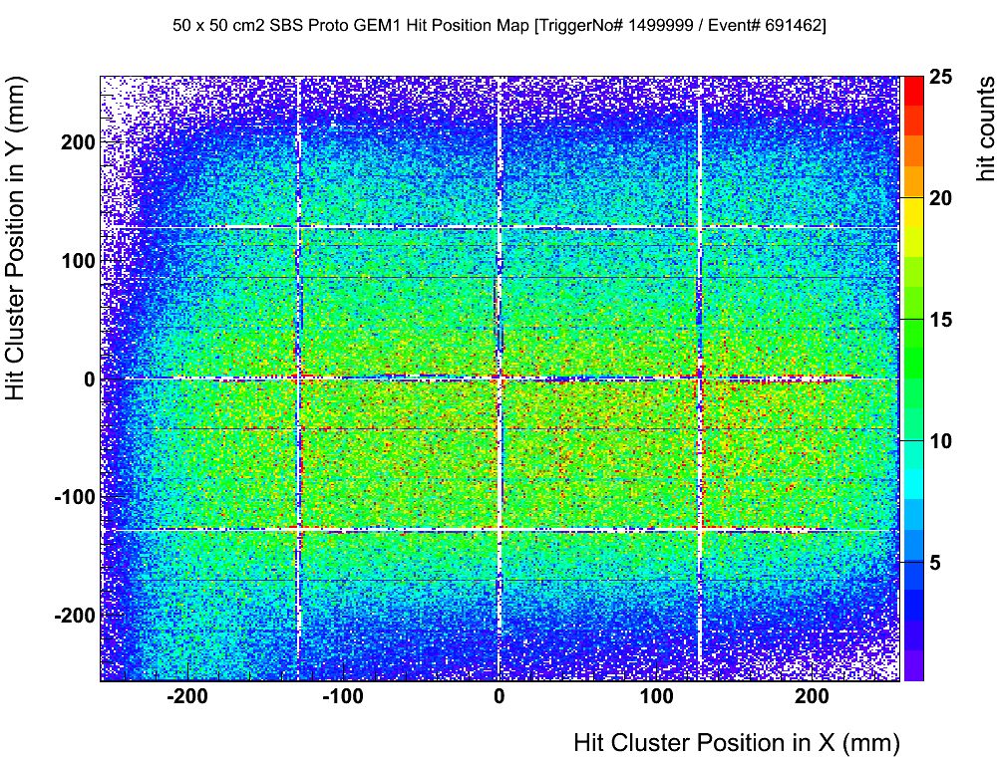 50 x 50 cm2 SBS Proto GEM1 Hit Position Map [TriggerNo# 1499999 / Event# 691462]
Hit Cluster Position in Y (mm)
200
100
0
-100
-200
-200 -100 0 100 200
Hit Cluster Position in X (mm)
25
20
15
10
5
hit counts